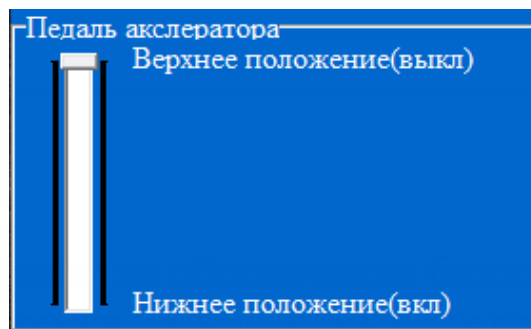 Педаль акслератора
Верхнее положение(выкл)
Нижнее положение(вкл)